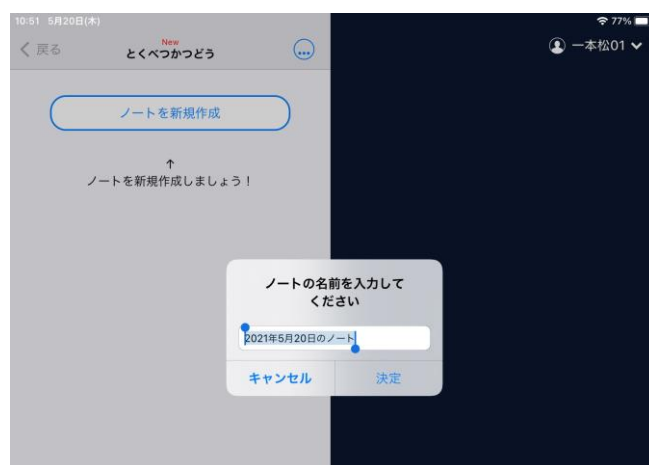 10:51 5月20日(木)
77%
戻る
New
とくべつかつどう
一本松01
ノートを新規作成
↑
ノートを新規作成しましょう！
ノートの名前を入力して
ください
2021年5月20日のノート
キャンセル
決定